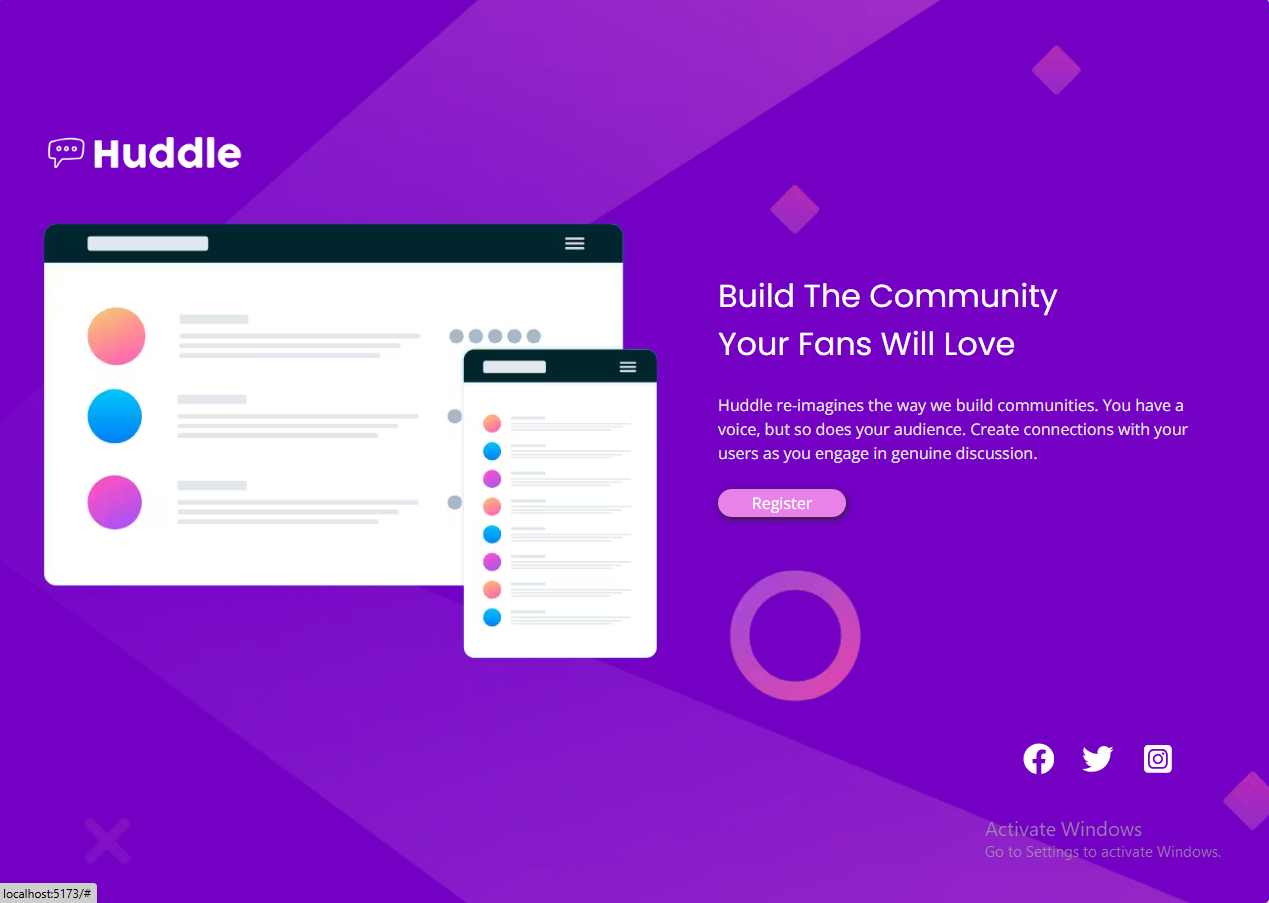 Huddle
Build The Community
Your Fans Will Love
Huddle re-imagines the way we build communities. You have a
voice, but so does your audience. Create connections with your
users as you engage in genuine discussion.
Register
Activate Windows
Go to Settings to activate Windows.
localhost:5173/#